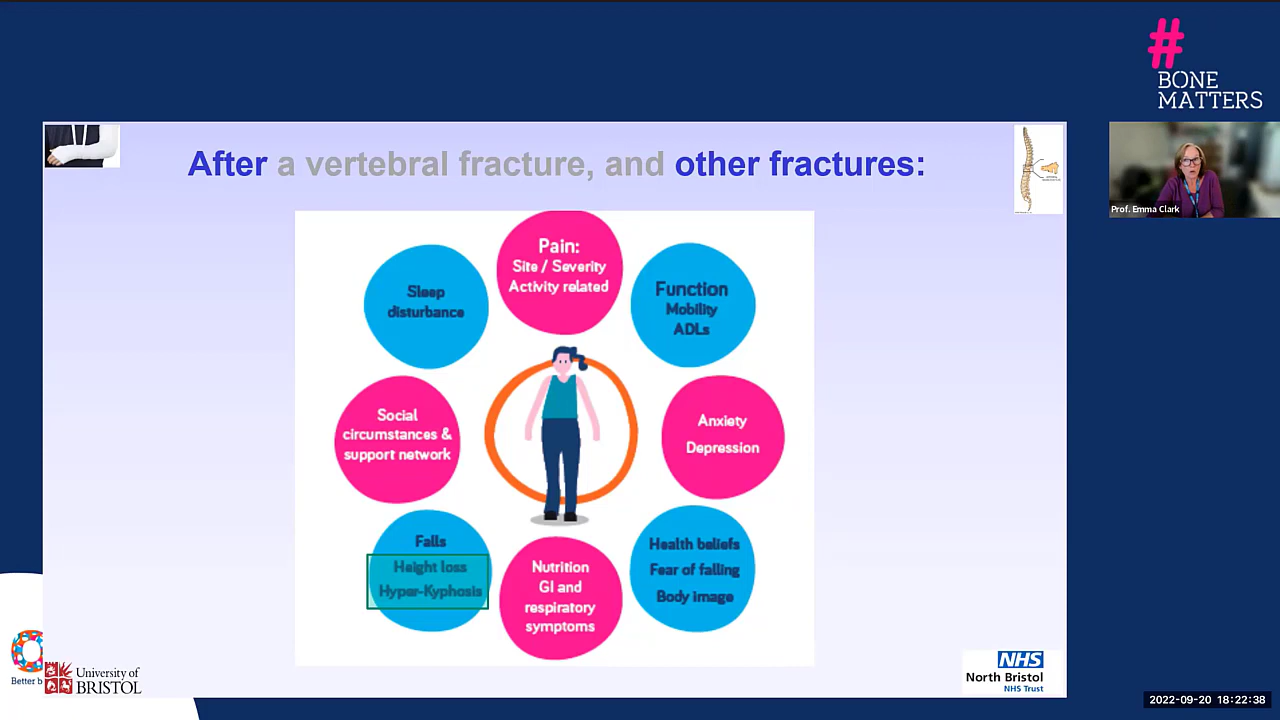 #
BONE
MATTERS
After a vertebral fracture, and other fractures:
Prof. Emma Clark
Pain:
Site / Severity
Activity related
Function
Mobility
ADLs
Anxiety
Depression
Health beliefs
Fear of falling
Body image
Nutrition
GI and
respiratory
symptoms
Falls
Height loss
Hyper-Kyphosis
Social
circumstances &
support network
Sleep
disturbance
Better b
University of
BRISTOL
NHS
North Bristol
NHS Trust
2022-09-20 18:22:38